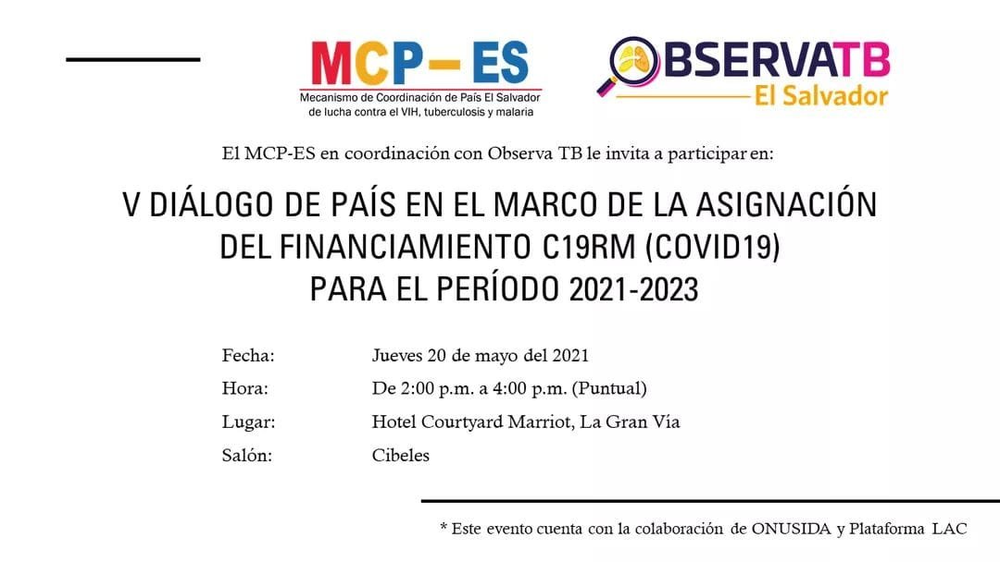 MCP-ES
Mecanismo de Coordinación de País El Salvador
de lucha contra el VIH, tuberculosis y malaria
OBSERVATB
El Salvador
El MCP-ES en coordinación con Observa TB le invita a participar en:
V DIÁLOGO DE PAÍS EN EL MARCO DE LA ASIGNACIÓN
DEL FINANCIAMIENTO C19RM (COVID19)
PARA EL PERÍODO 2021-2023
Fecha: Jueves 20 de mayo del 2021
Hora: De 2:00 p.m. a 4:00 p.m. (Puntual)
Lugar: Hotel Courtyard Marriot, La Gran Vía
Salón: Cibeles
* Este evento cuenta con la colaboración de ONUSIDA y Plataforma LAC